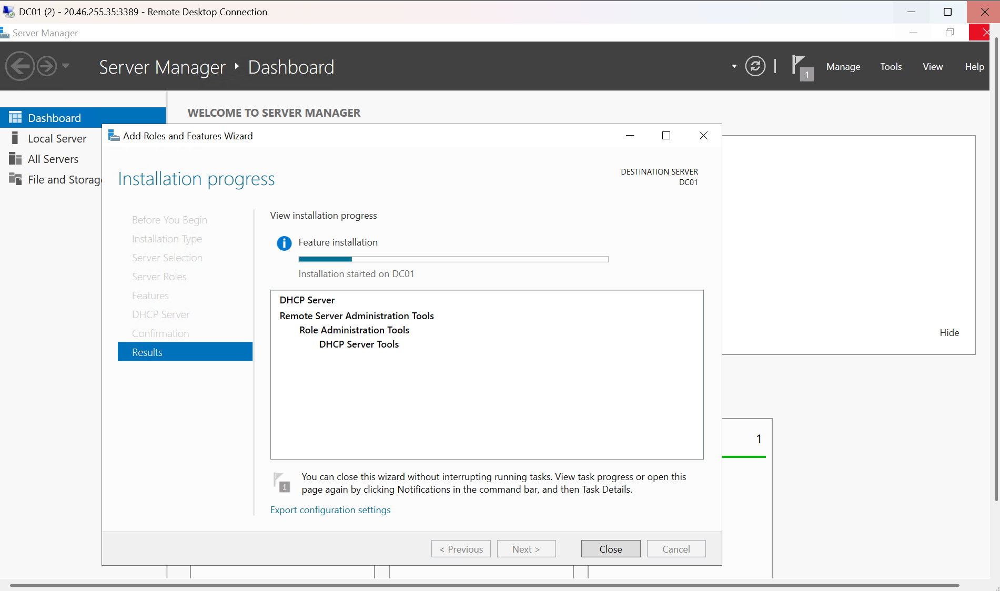 DC01 (2) - 20.46.255.35:3389 - Remote Desktop Connection
Server Manager
Server Manager Dashboard
1
Manage
Tools
View
Help
Dashboard
Local Server
All Servers
File and Storag
WELCOME TO SERVER MANAGER
Add Roles and Features Wizard
Installation progress
DESTINATION SERVER
DC01
Before You Begin
Installation Type
Server Selection
Server Roles
Features
DHCP Server
Confirmation
Results
View installation progress
Feature installation
Installation started on DC01
DHCP Server
Remote Server Administration Tools
Role Administration Tools
DHCP Server Tools
1
You can close this wizard without interrupting running tasks. View task progress or open this
page again by clicking Notifications in the command bar, and then Task Details.
Export configuration settings
< Previous
Next >
Close
Cancel
Hide
1